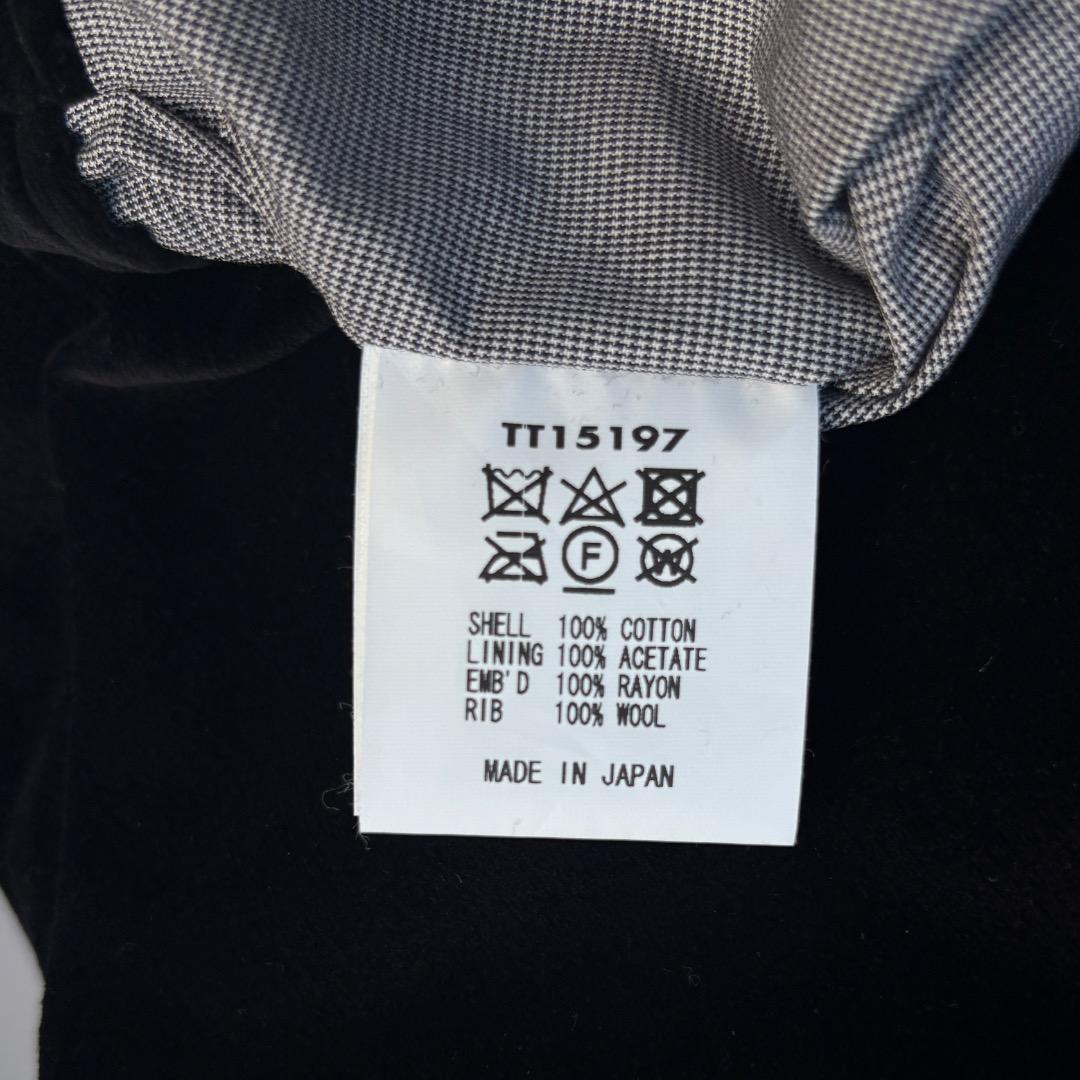 TT15197
F W
SHELL 100% COTTON
LINING 100% ACETATE
EMB'D 100% RAYON
RIB 100% WOOL
MADE IN JAPAN